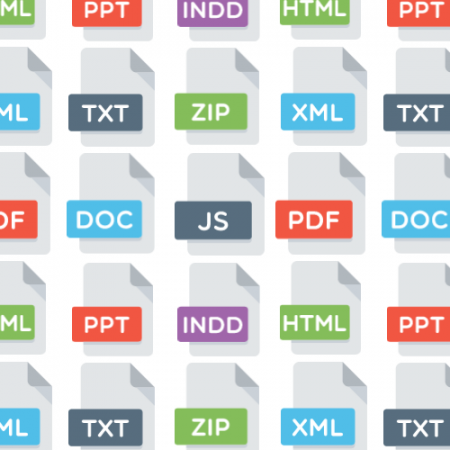 ML PPT INDD HTML PPT
ML TXT ZIP XML TXT
DF DOC JS PDF DOC
ML PPT INDD HTML PPT
ML TXT ZIP XML TXT